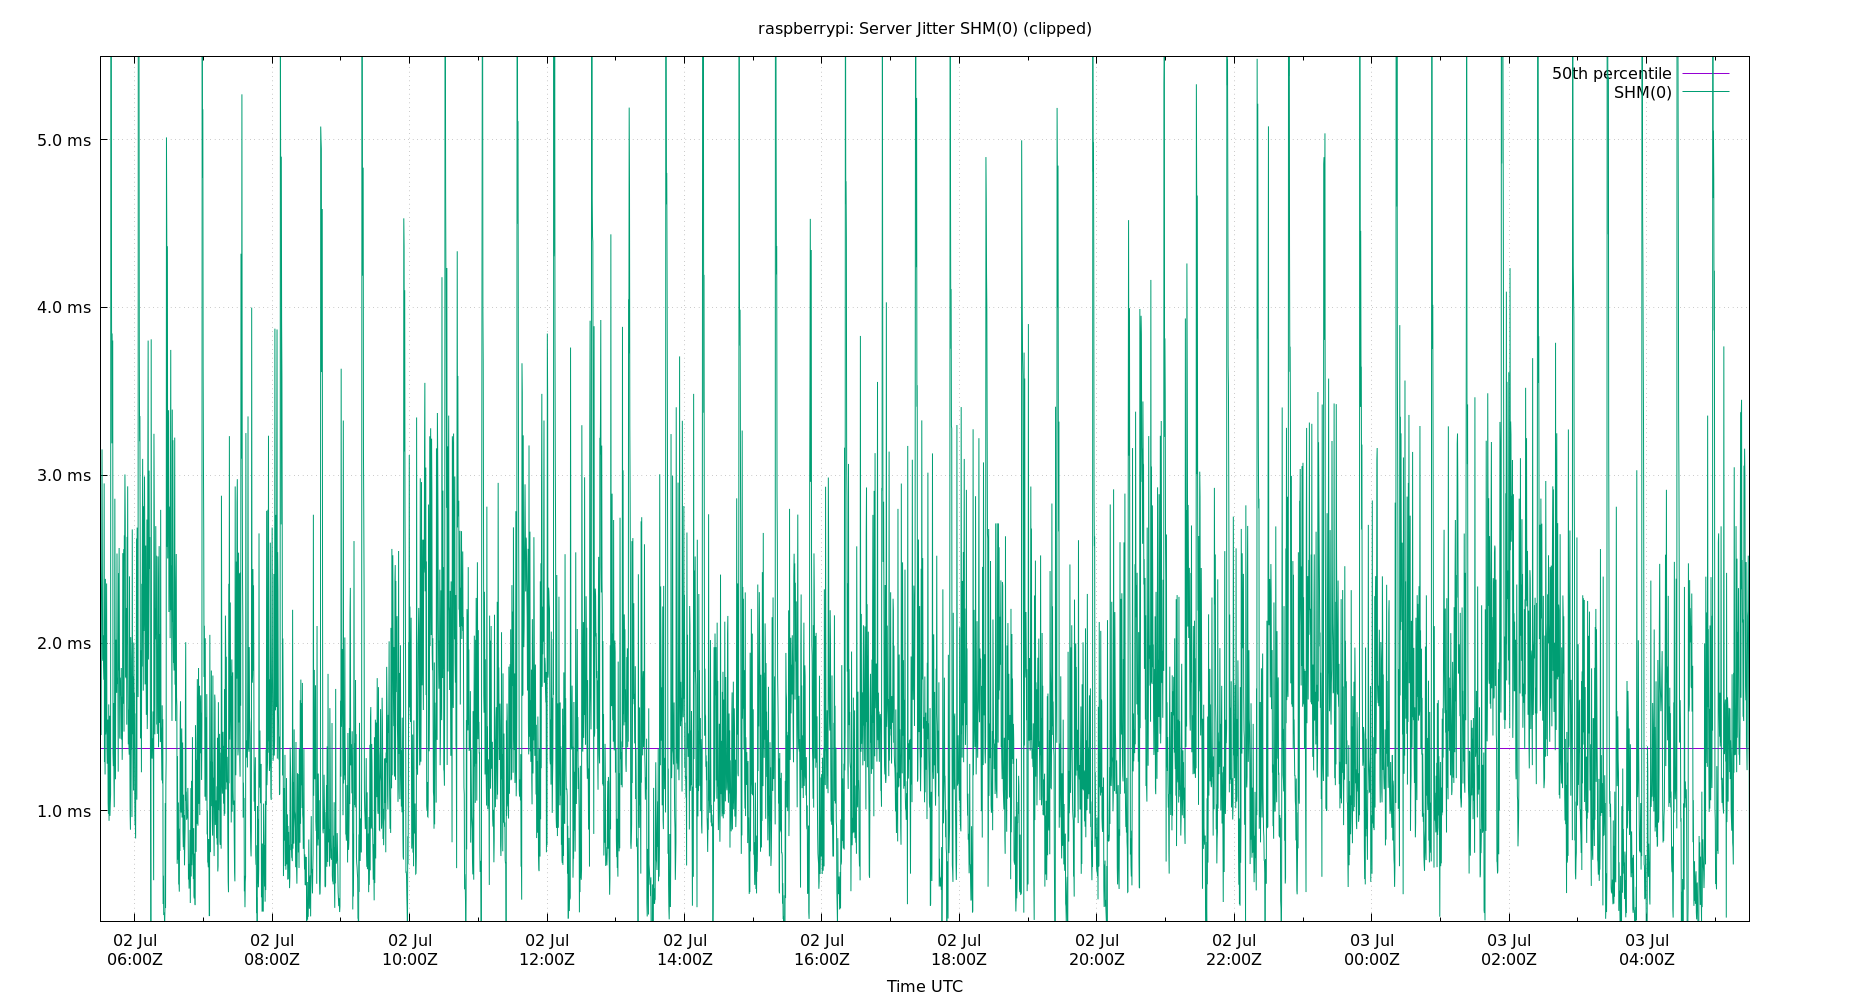 raspberrypi: Server Jitter SHM(0) (clipped)
50th percentile
SHM(0)
5.0 ms
4.0 ms
3.0 ms
2.0 ms
1.0 ms
02 Jul 02 Jul 02 Jul 02 Jul 02 Jul 02 Jul 02 Jul 02 Jul 02 Jul 03 Jul 03 Jul 03 Jul
06:00Z 08:00Z 10:00Z 12:00Z 14:00Z 16:00Z 18:00Z 20:00Z 22:00Z 00:00Z 02:00Z 04:00Z
Time UTC